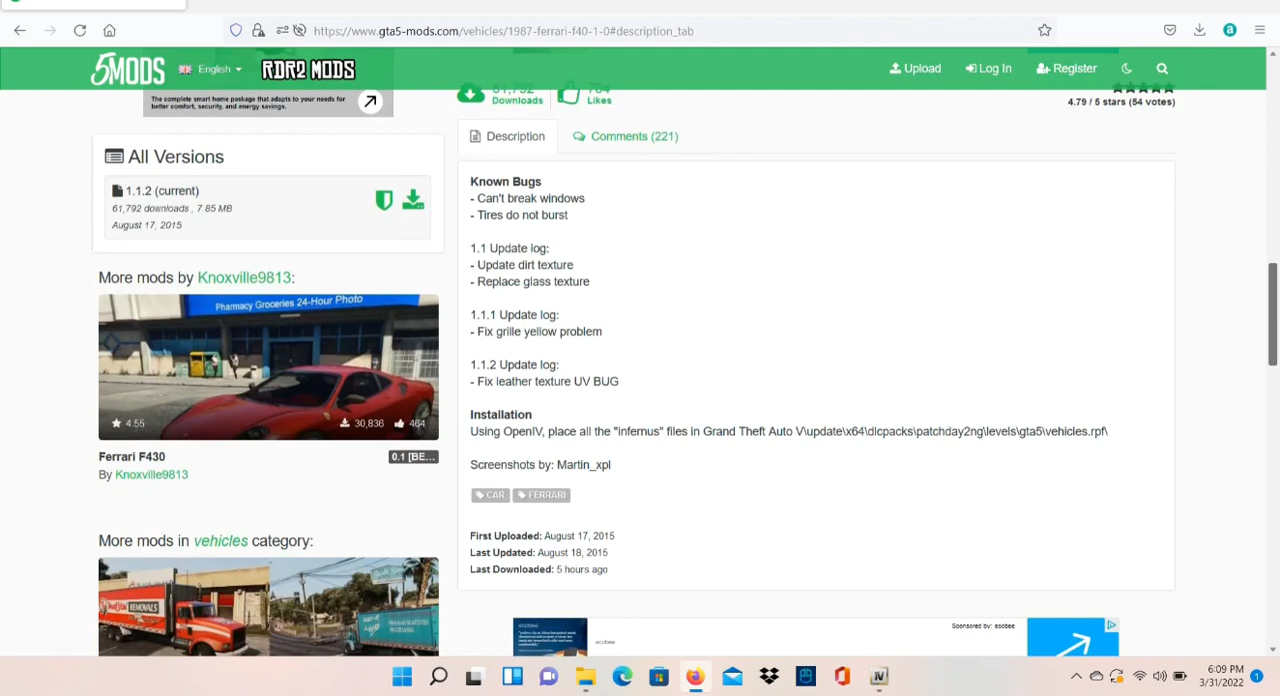 https://www.gta5-mods.com/vehicles/1987-ferrari-f40-1-0#description_tab
5MODS
English
RDR2 MODS
Upload
Log In
Register
The complete smart home package that adapts to your needs for
better comfort, security, and energy savings.
61,792
Downloads
764
Likes
4.79 / 5 stars (54 votes)
Description
Comments (221)
All Versions
1.1.2 (current)
61,792 downloads , 7.85 MB
August 17, 2015
More mods by Knoxville9813:
Pharmacy Groceries 24-Hour Photo
4.55
30,836
464
Ferrari F430
0.1 [BE...
By Knoxville9813
More mods in vehicles category:
REMOVALS
Known Bugs
- Can't break windows
- Tires do not burst
1.1 Update log:
- Update dirt texture
- Replace glass texture
1.1.1 Update log:
- Fix grille yellow problem
1.1.2 Update log:
- Fix leather texture UV BUG
Installation
Using OpenIV, place all the "infernus" files in Grand Theft Auto V\update\x64\dlcpacks\patchday2ng\levels\gta5\vehicles.rpf\
Screenshots by: Martin_xpl
CAR
FERRARI
First Uploaded: August 17, 2015
Last Updated: August 18, 2015
Last Downloaded: 5 hours ago
ecobee
ecobee
Sponsored by: ecobee
6:09 PM
3/31/2022